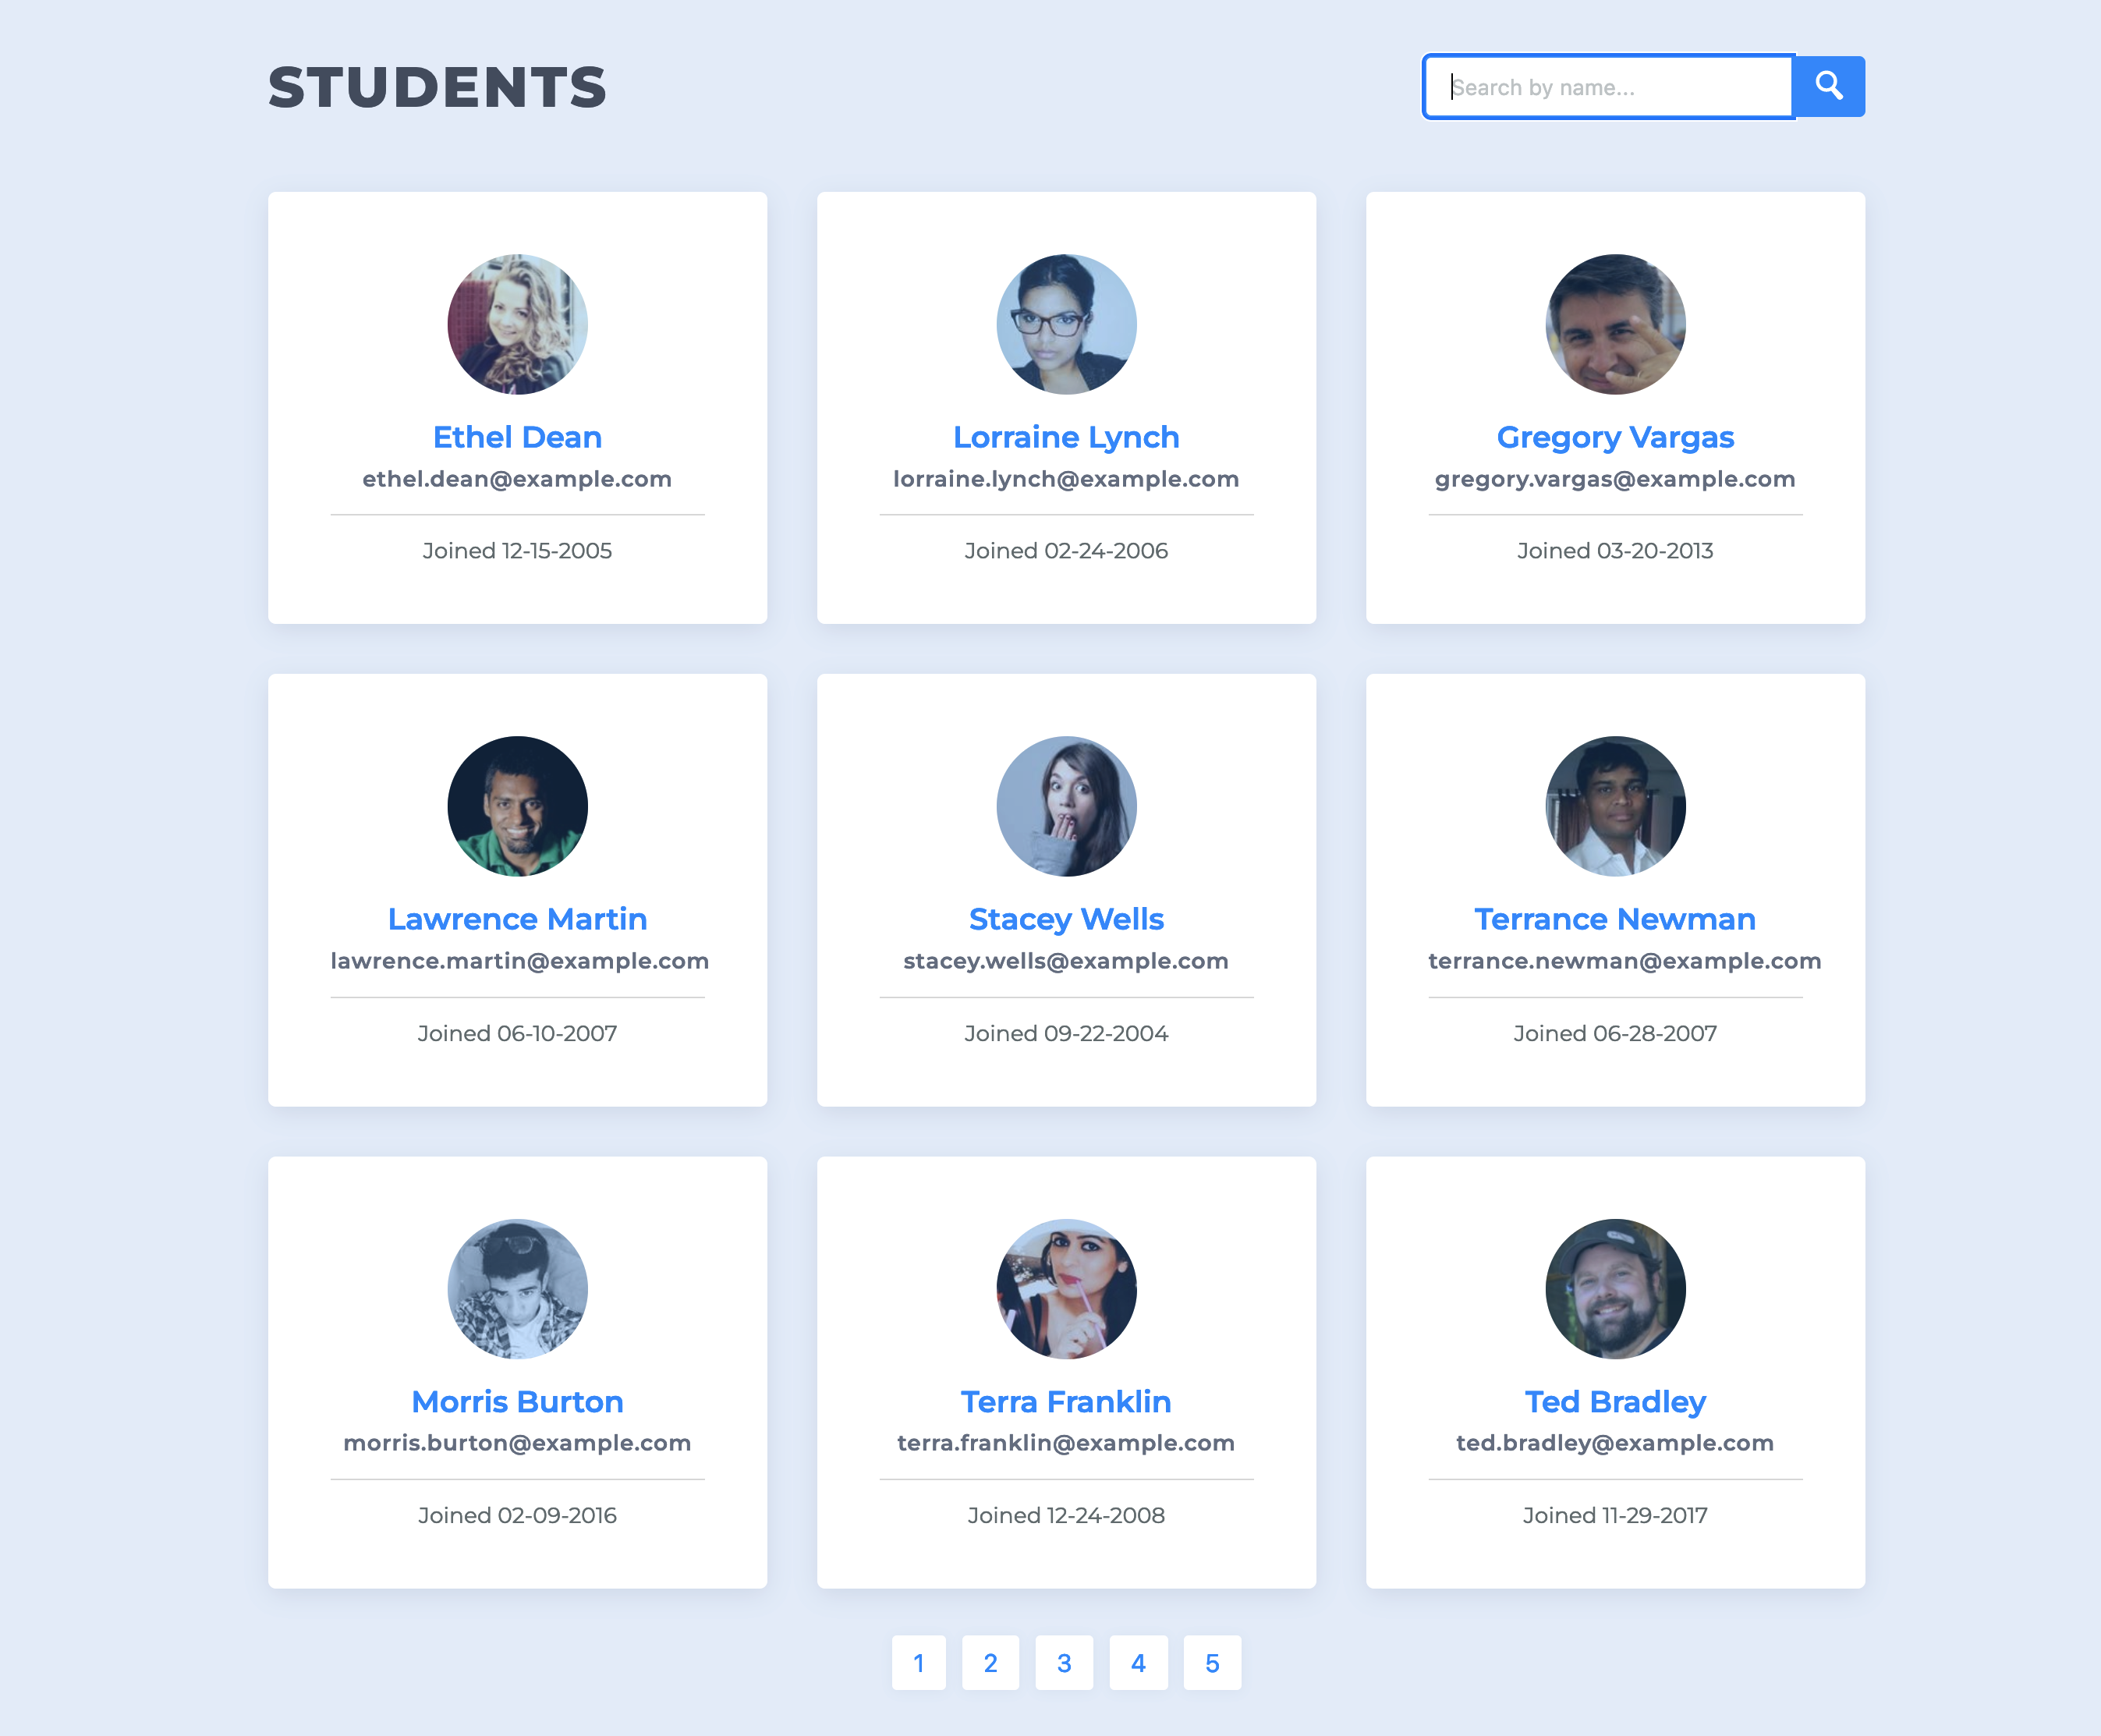 STUDENTS
Search by name...
Ethel Dean
ethel.dean@example.com
Joined 12-15-2005
Lorraine Lynch
lorraine.lynch@example.com
Joined 02-24-2006
Gregory Vargas
gregory.vargas@example.com
Joined 03-20-2013
Lawrence Martin
lawrence.martin@example.com
Joined 06-10-2007
Stacey Wells
stacey.wells@example.com
Joined 09-22-2004
Terrance Newman
terrance.newman@example.com
Joined 06-28-2007
Morris Burton
morris.burton@example.com
Joined 02-09-2016
Terra Franklin
terra.franklin@example.com
Joined 12-24-2008
Ted Bradley
ted.bradley@example.com
Joined 11-29-2017
1 2 3 4 5